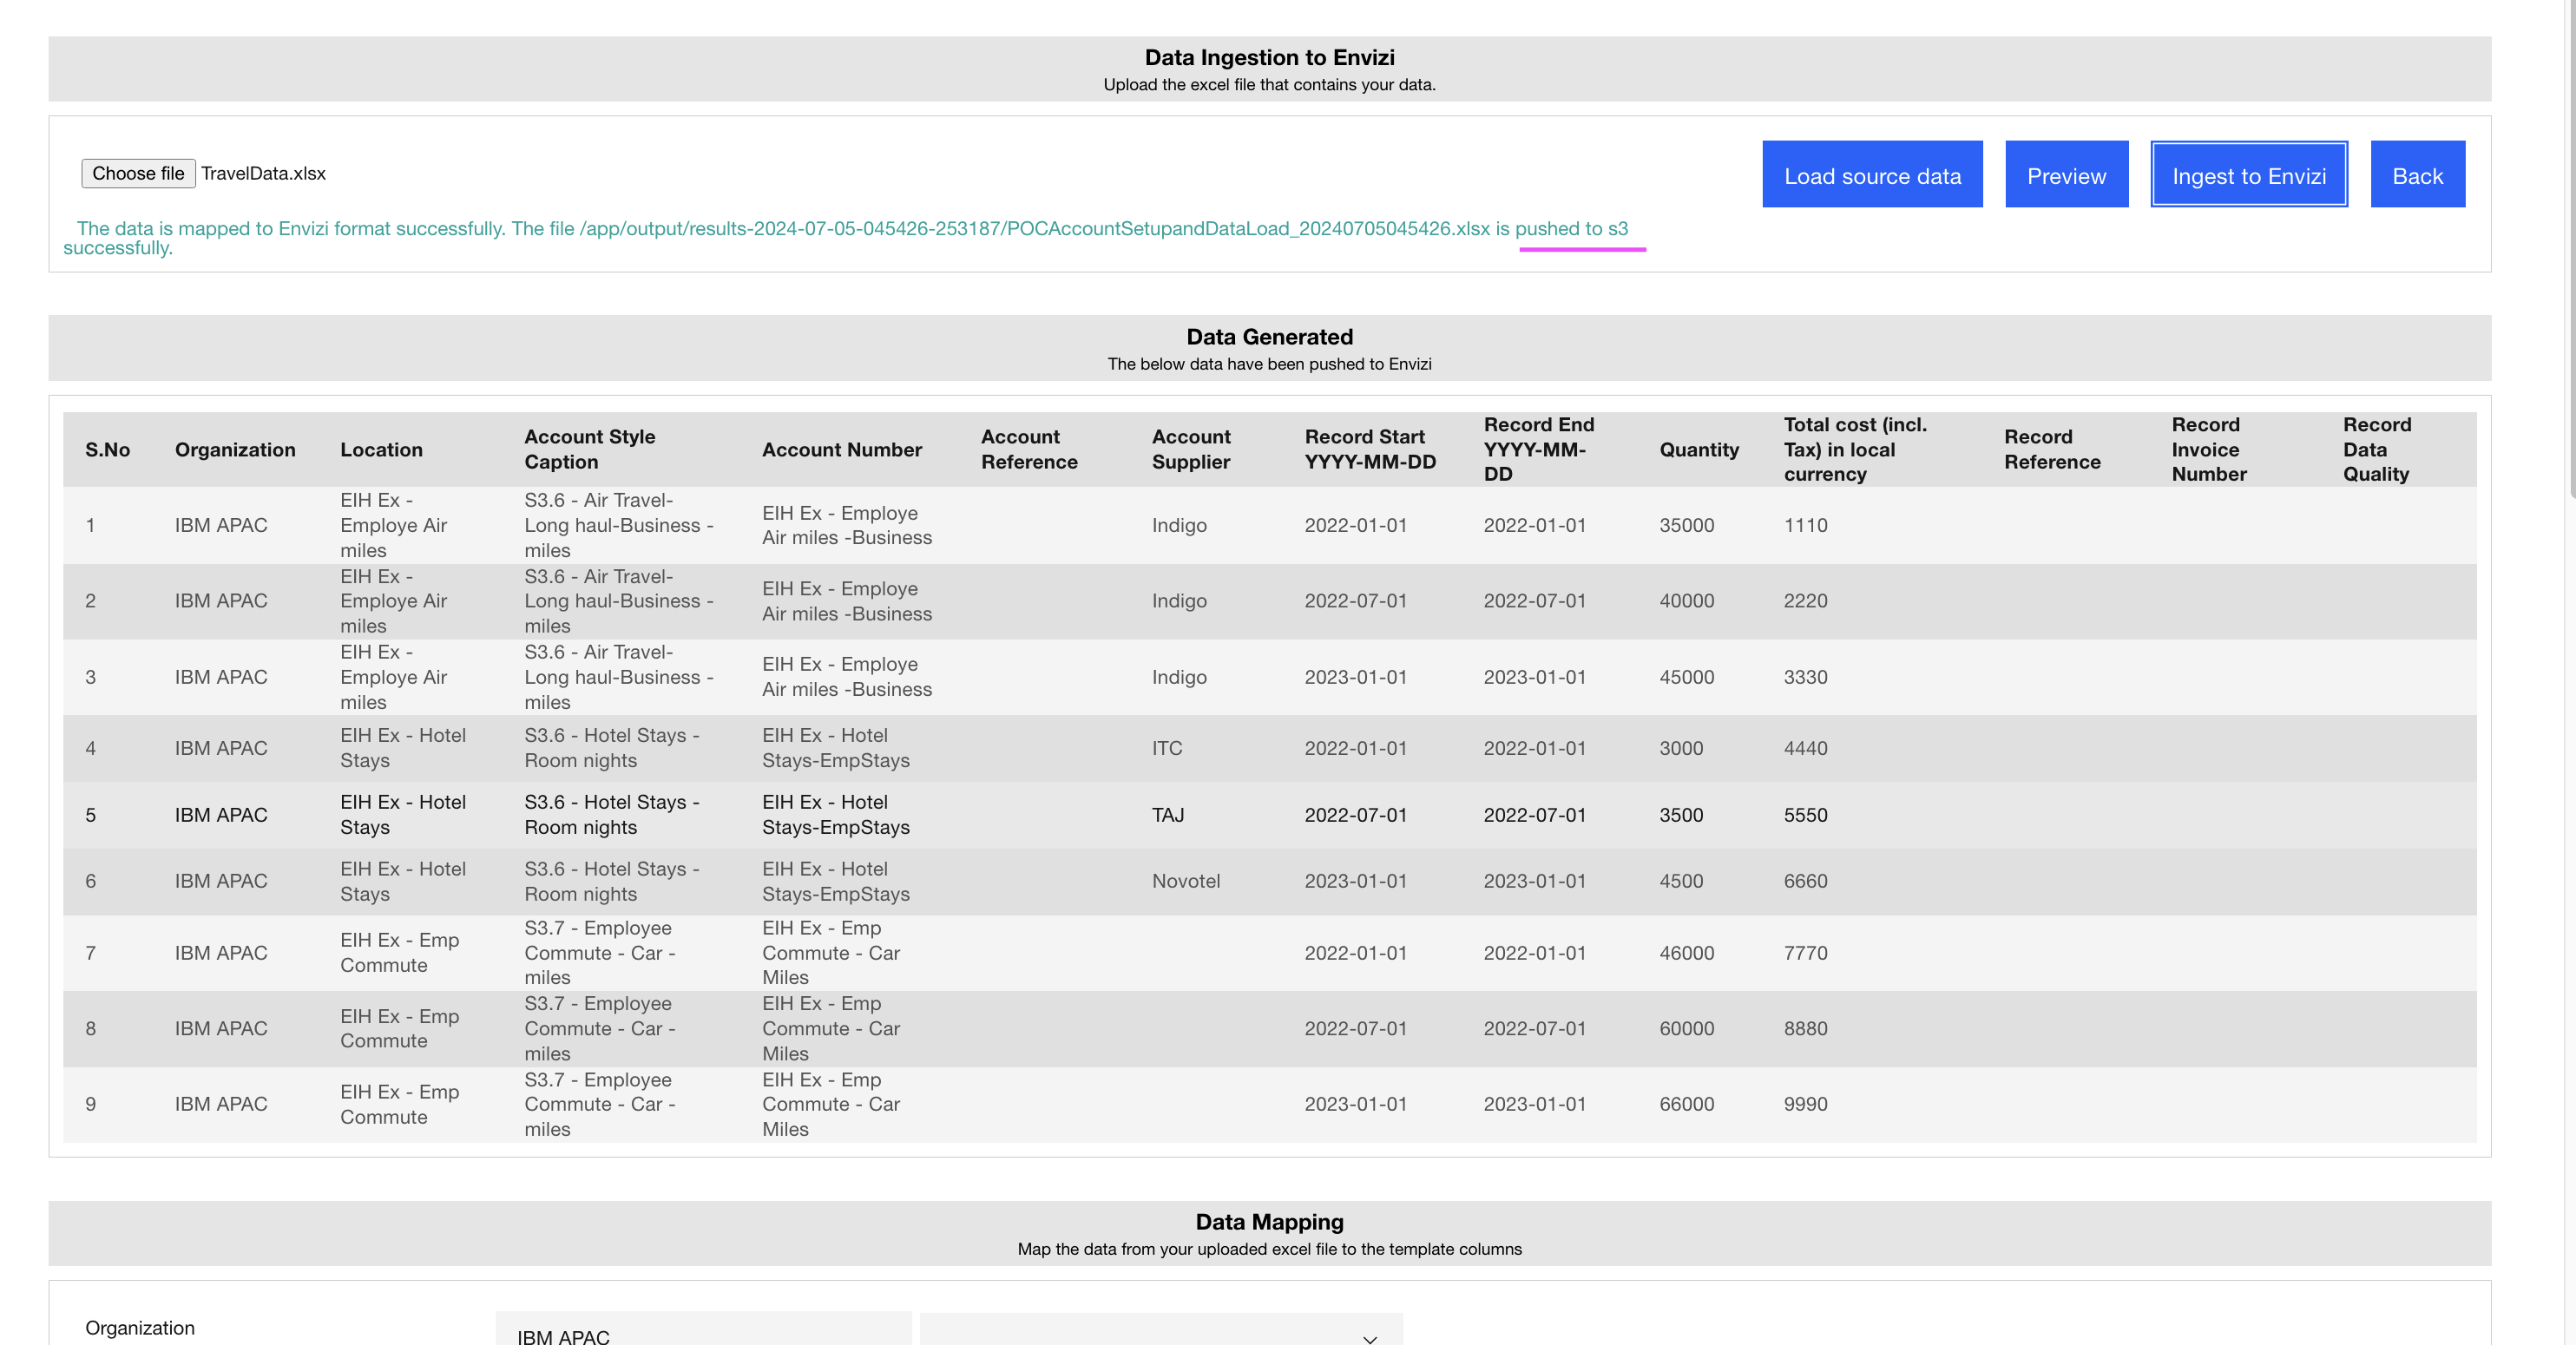 Data Ingestion to Envizi
Upload the excel file that contains your data.
Choose file TravelData.xlsx
Load source data Preview Ingest to Envizi Back
The data is mapped to Envizi format successfully. The file /app/output/results-2024-07-05-045426-253187/POCAccountSetupandDataLoad_20240705045426.xlsx is pushed to s3
successfully.
Data Generated
The below data have been pushed to Envizi
S.No Organization Location Account Style Caption Account Number Account Reference Account Supplier Record Start YYYY-MM-DD Record End YYYY-MM-DD Quantity Total cost (incl. Tax) in local currency Record Reference Record Invoice Number Record Data Quality
1 IBM APAC EIH Ex - Employe Air miles S3.6 - Air Travel-Long haul-Business - miles EIH Ex - Employe Air miles -Business Indigo 2022-01-01 2022-01-01 35000 1110
2 IBM APAC EIH Ex - Employe Air miles S3.6 - Air Travel-Long haul-Business - miles EIH Ex - Employe Air miles -Business Indigo 2022-07-01 2022-07-01 40000 2220
3 IBM APAC EIH Ex - Employe Air miles S3.6 - Air Travel-Long haul-Business - miles EIH Ex - Employe Air miles -Business Indigo 2023-01-01 2023-01-01 45000 3330
4 IBM APAC EIH Ex - Hotel Stays S3.6 - Hotel Stays - Room nights EIH Ex - Hotel Stays-EmpStays ITC 2022-01-01 2022-01-01 3000 4440
5 IBM APAC EIH Ex - Hotel Stays S3.6 - Hotel Stays - Room nights EIH Ex - Hotel Stays-EmpStays TAJ 2022-07-01 2022-07-01 3500 5550
6 IBM APAC EIH Ex - Hotel Stays S3.6 - Hotel Stays - Room nights EIH Ex - Hotel Stays-EmpStays Novotel 2023-01-01 2023-01-01 4500 6660
7 IBM APAC EIH Ex - Emp Commute S3.7 - Employee Commute - Car - miles EIH Ex - Emp Commute - Car Miles 2022-01-01 2022-01-01 46000 7770
8 IBM APAC EIH Ex - Emp Commute S3.7 - Employee Commute - Car - miles EIH Ex - Emp Commute - Car Miles 2022-07-01 2022-07-01 60000 8880
9 IBM APAC EIH Ex - Emp Commute S3.7 - Employee Commute - Car - miles EIH Ex - Emp Commute - Car Miles 2023-01-01 2023-01-01 66000 9990
Data Mapping
Map the data from your uploaded excel file to the template columns
Organization IBM APAC